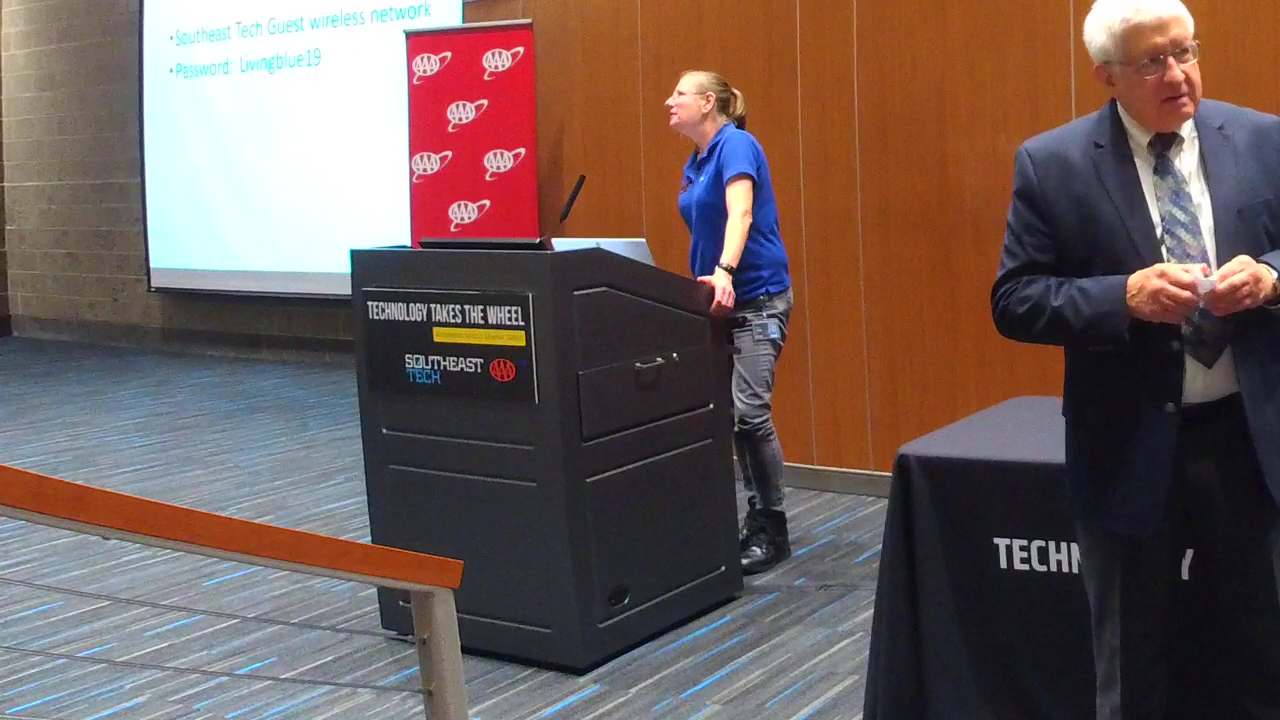 •Southeast Tech Guest wireless network
•Password: Livingblue19
AAA AAA
AAA
AAA AAA
AAA
TECHNOLOGY TAKES THE WHEEL
SOUTHEAST
TECH
AAA
TECHN Y